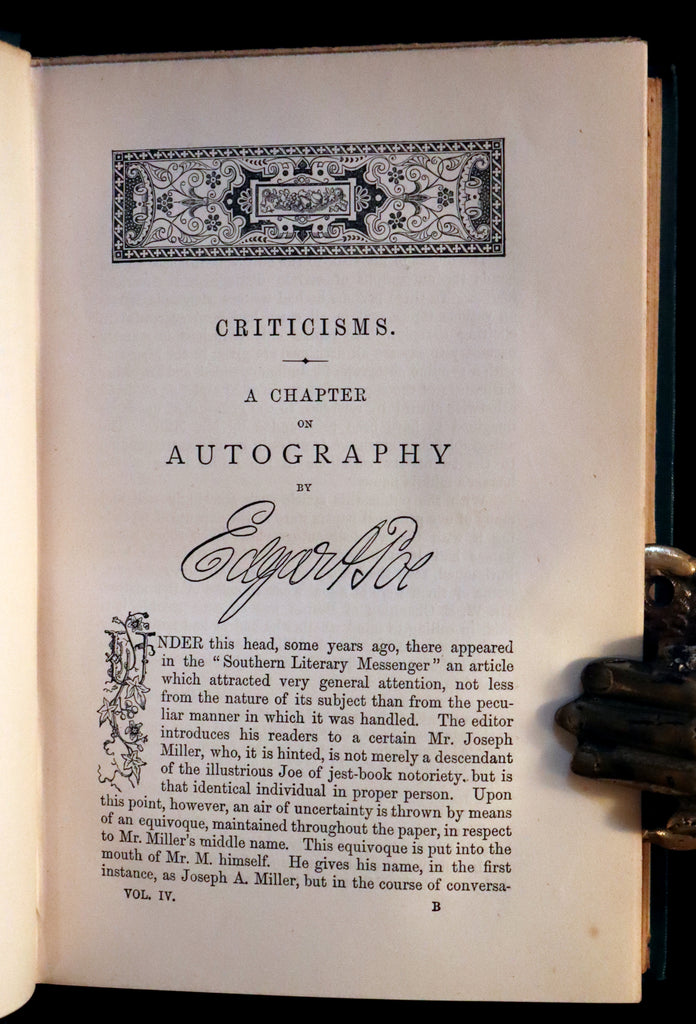 CRITICISMS.
A CHAPTER
ON
AUTOGRAPHY
BY
Edgar A Poe
UNDER this head, some years ago, there appeared
in the "Southern Literary Messenger" an article
which attracted very general attention, not less
from the nature of its subject than from the pecu-
liar manner in which it was handled. The editor
introduces his readers to a certain Mr. Joseph
Miller, who, it is hinted, is not merely a descendant
of the illustrious Joe of jest-book notoriety, but is
that identical individual in proper person. Upon
this point, however, an air of uncertainty is thrown by means
of an equivoque, maintained throughout the paper, in respect
to Mr. Miller's middle name. This equivoque is put into the
mouth of Mr. M. himself. He gives his name, in the first
instance, as Joseph A. Miller, but in the course of conversa-
VOL. IV. B